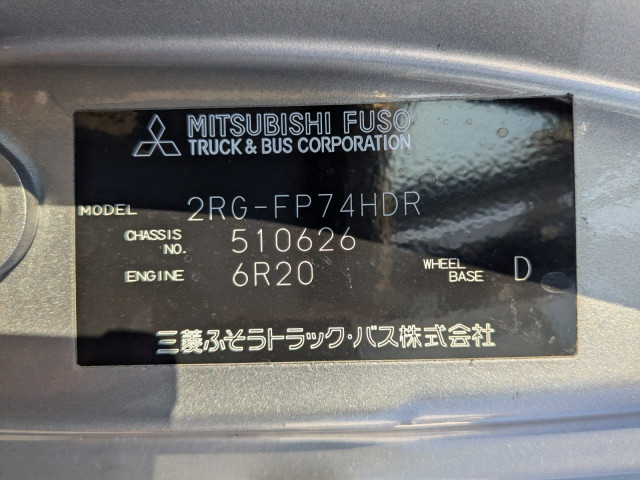 MITSUBISHI FUSO
TRUCK & BUS CORPORATION
MODEL 2RG-FP74HDR
CHASSIS NO. 510626
ENGINE 6R20 WHEEL BASE D
三菱ふそうトラック・バス株式会社